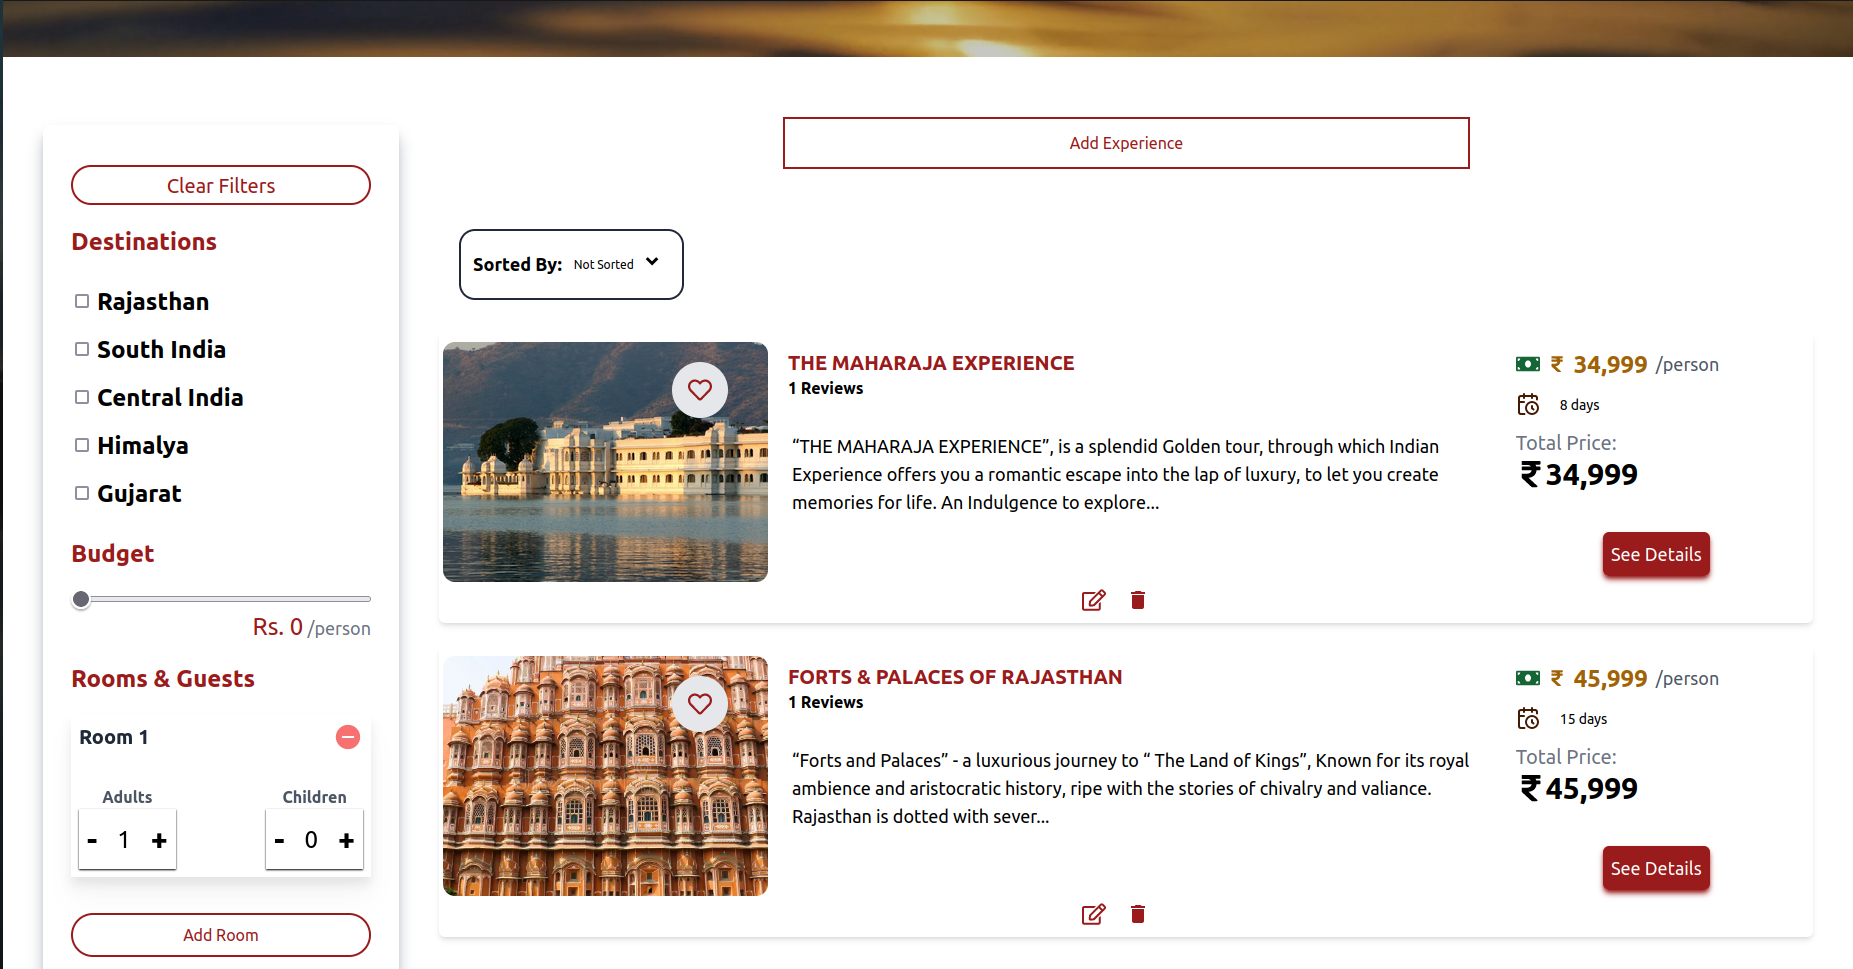 Clear Filters
Destinations
Rajasthan
South India
Central India
Himalya
Gujarat
Budget
Rs. 0 /person
Rooms & Guests
Room 1
Adults
Children
- 1 +
- 0 +
Add Room
Add Experience
Sorted By: Not Sorted
THE MAHARAJA EXPERIENCE
1 Reviews
“THE MAHARAJA EXPERIENCE”, is a splendid Golden tour, through which Indian
Experience offers you a romantic escape into the lap of luxury, to let you create
memories for life. An Indulgence to explore...
₹ 34,999 /person
8 days
Total Price:
₹34,999
See Details
FORTS & PALACES OF RAJASTHAN
1 Reviews
“Forts and Palaces” - a luxurious journey to “ The Land of Kings”, Known for its royal
ambience and aristocratic history, ripe with the stories of chivalry and valiance.
Rajasthan is dotted with sever...
₹ 45,999 /person
15 days
Total Price:
₹45,999
See Details